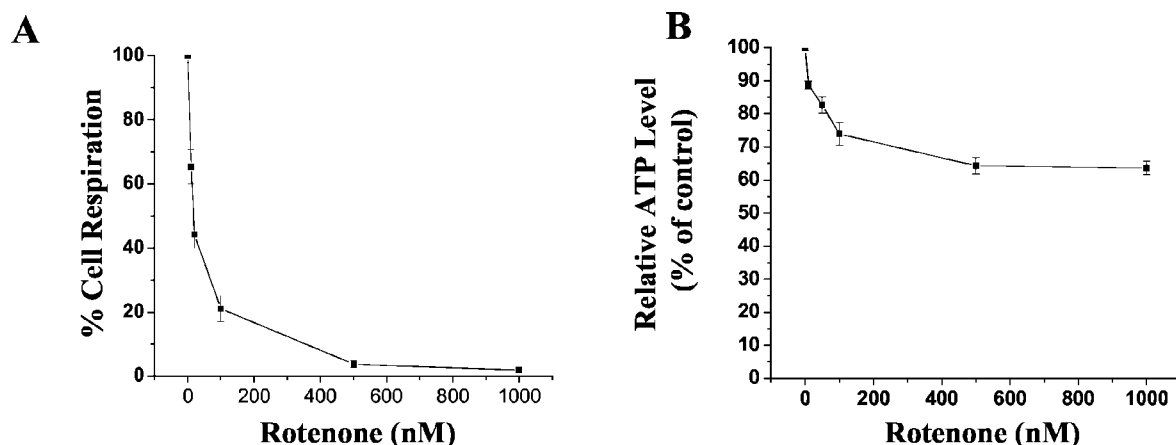 A
% Cell Respiration
100
80
60
40
20
0
0 200 400 600 800 1000
Rotenone (nM)
B
Relative ATP Level
(% of control)
100
90
80
70
60
50
40
30
20
10
0
0 200 400 600 800 1000
Rotenone (nM)